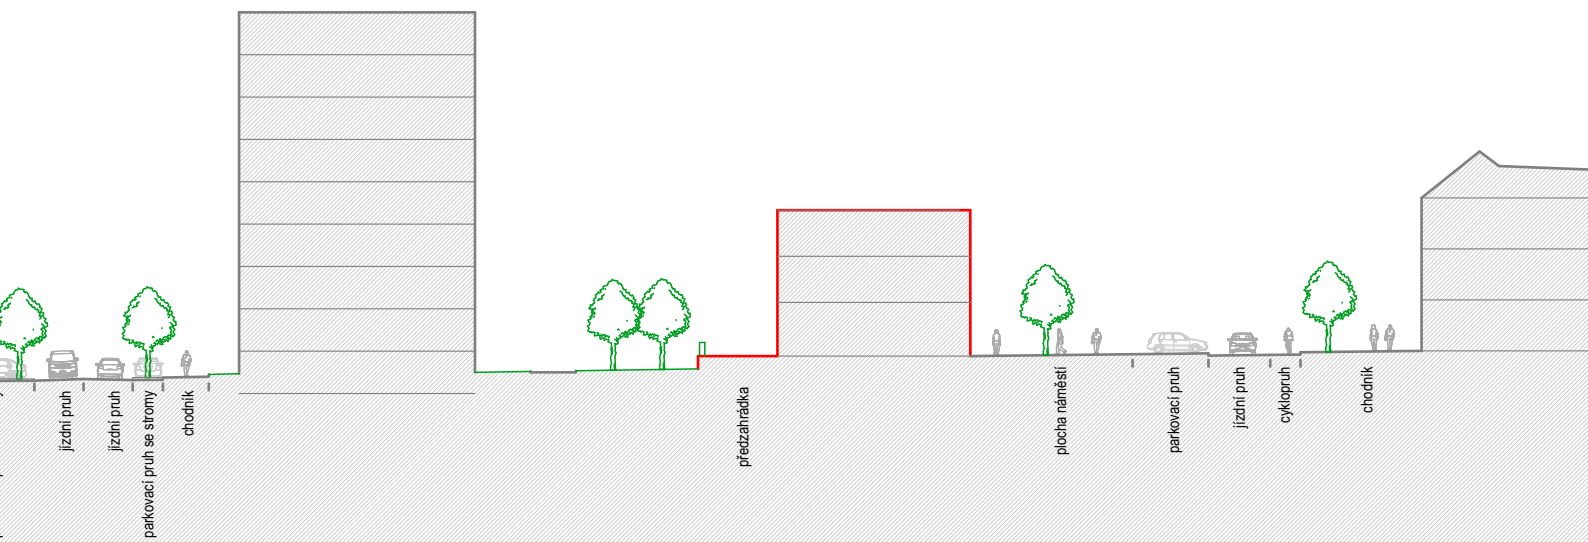 jízdní pruh
jízdní pruh
parkovací pruh se stromy
chodník
předzahrádka
plocha náměstí
parkovací pruh
jízdní pruh
cyklopruh
chodník